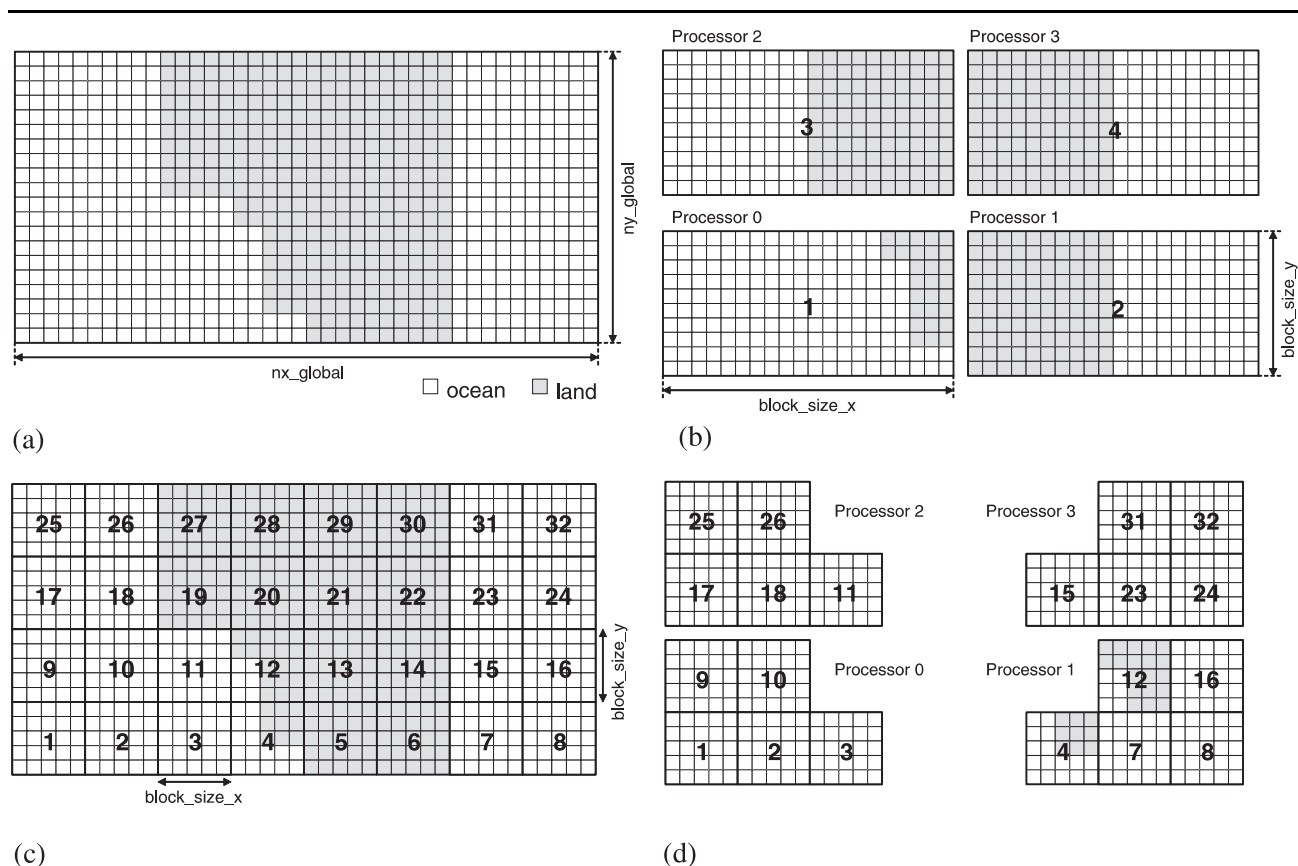 ny_global
nx_global
ocean land
(a)
Processor 2 Processor 3
3 4
Processor 0 Processor 1
1 2
block_size_y
block_size_x
(b)
25 26 27 28 29 30 31 32
17 18 19 20 21 22 23 24
9 10 11 12 13 14 15 16
1 2 3 4 5 6 7 8
block_size_y
block_size_x
(c)
25 26 Processor 2 Processor 3 31 32
17 18 11 15 23 24
9 10 Processor 0 Processor 1 12 16
1 2 3 4 7 8
(d)